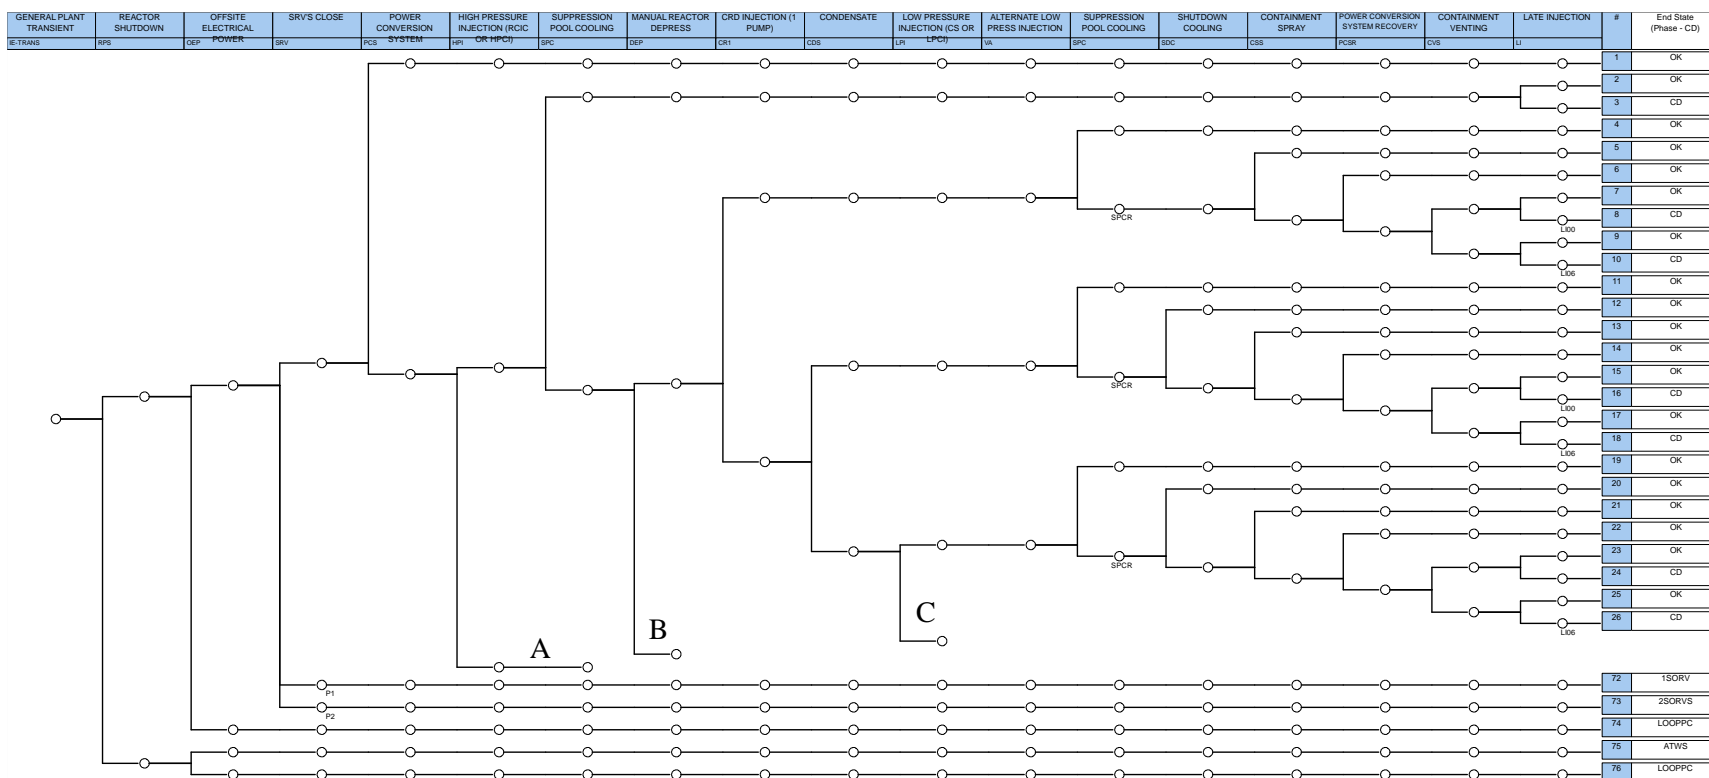 GENERAL PLANT TRANSIENT
REACTOR SHUTDOWN
OFFSITE ELECTRICAL POWER
SRV'S CLOSE
POWER CONVERSION SYSTEM
HIGH PRESSURE INJECTION (RCIC OR HPCI)
SUPPRESSION POOL COOLING
MANUAL REACTOR DEPRESS
CRD INJECTION (1 PUMP)
CONDENSATE
LOW PRESSURE INJECTION (CS OR LPCI)
ALTERNATE LOW PRESS INJECTION
SUPPRESSION POOL COOLING
SHUTDOWN COOLING
CONTAINMENT SPRAY
POWER CONVERSION SYSTEM RECOVERY
CONTAINMENT VENTING
LATE INJECTION
#
End State (Phase - CD)
IE-TRANS RPS OEP SRV PCS HPI SPC DEP CR1 CDS LPI VA SPC SDC CSS PCSR CVS LI
1 OK
2 OK
3 CD
4 OK
5 OK
6 OK
7 OK
SPCR
8 CD
LI00
9 OK
10 CD
LI06
11 OK
12 OK
13 OK
14 OK
15 OK
SPCR
16 CD
LI00
17 OK
18 CD
LI06
19 OK
20 OK
21 OK
22 OK
23 OK
SPCR
24 CD
25 OK
26 CD
LI06
C
B
A
72 1SORV
P1
73 2SORVS
P2
74 LOOPPC
75 ATWS
76 LOOPPC